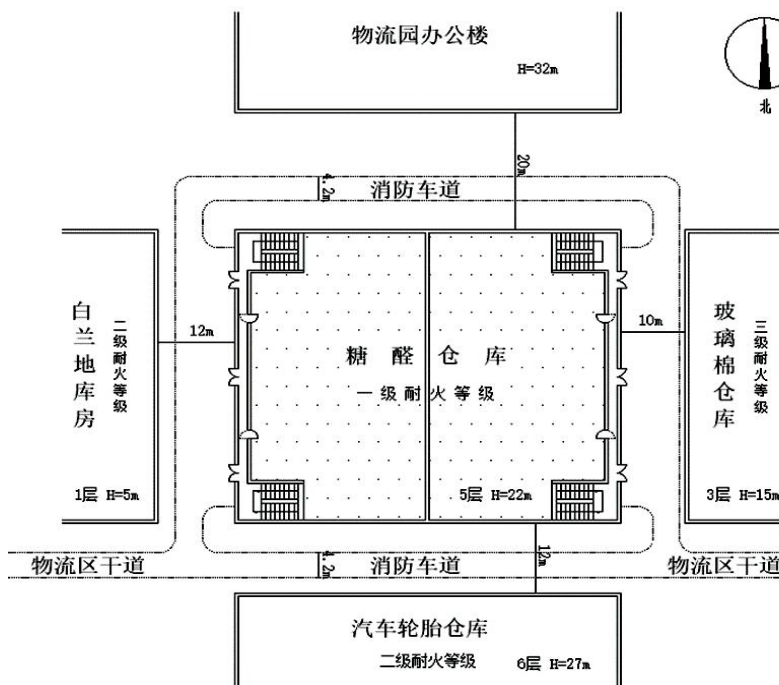 物流园办公楼
H=32m
北
20m
4.2m
消防车道
白兰地库房
二级耐火等级
1层 H=5m
12m
糖醛仓库
一级耐火等级
5层 H=22m
10m
玻璃棉仓库
三级耐火等级
3层 H=15m
物流区干道
4.2m
消防车道
12m
物流区干道
汽车轮胎仓库
二级耐火等级
6层 H=27m